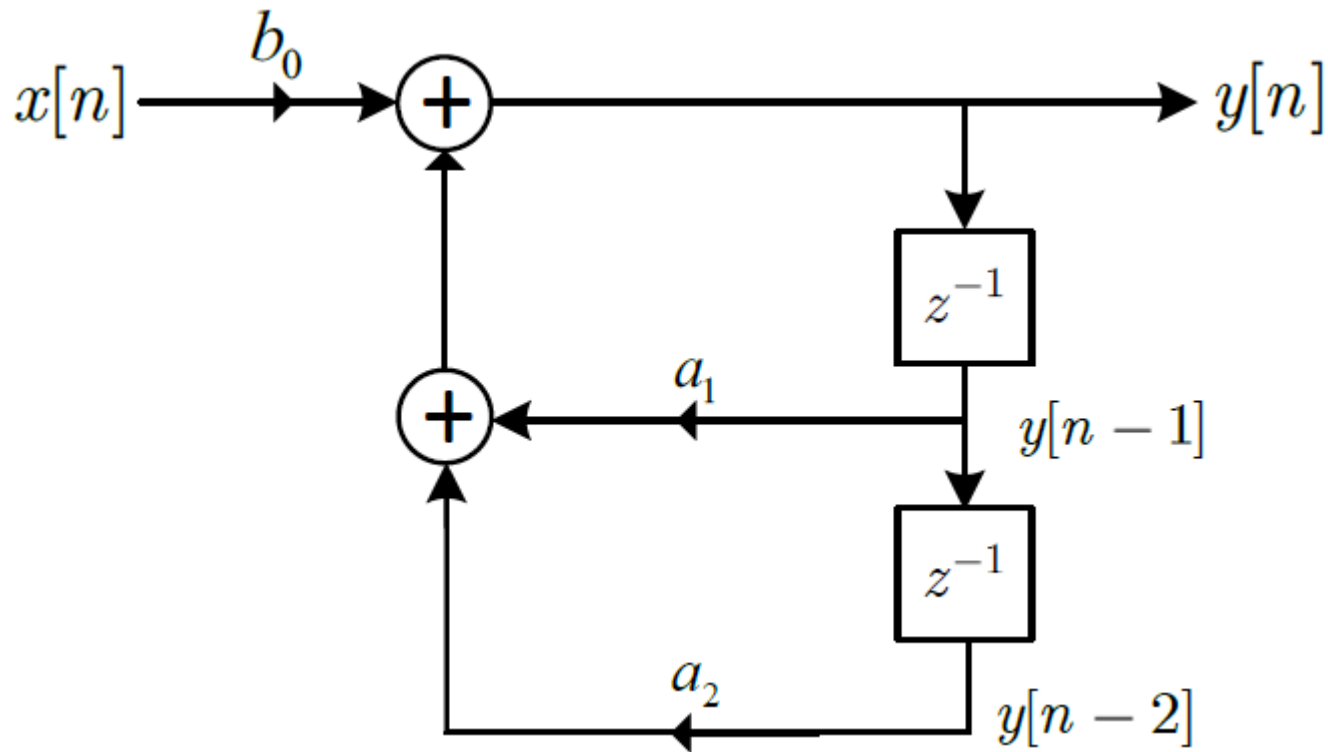 b₀
x[n] + y[n]
z⁻¹
a₁
+
y[n − 1]
z⁻¹
a₂
y[n − 2]